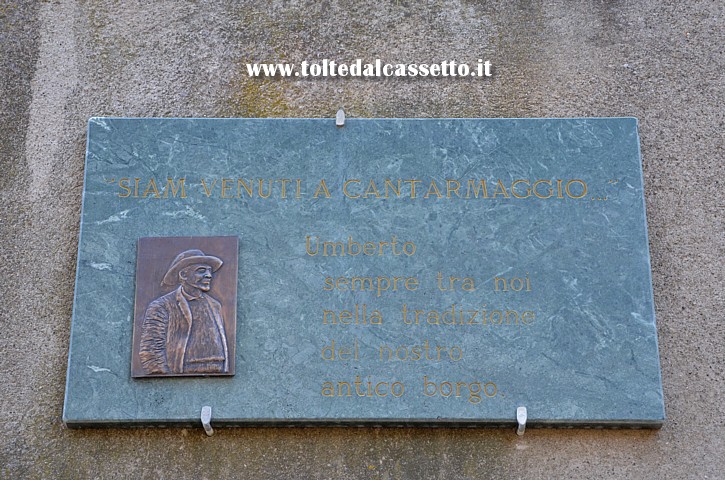 www.toltedalcassetto.it
"SIAM VENUTI A CANTARMAGGIO..."
Umberto
sempre tra noi
nella tradizione
del nostro
antico borgo.